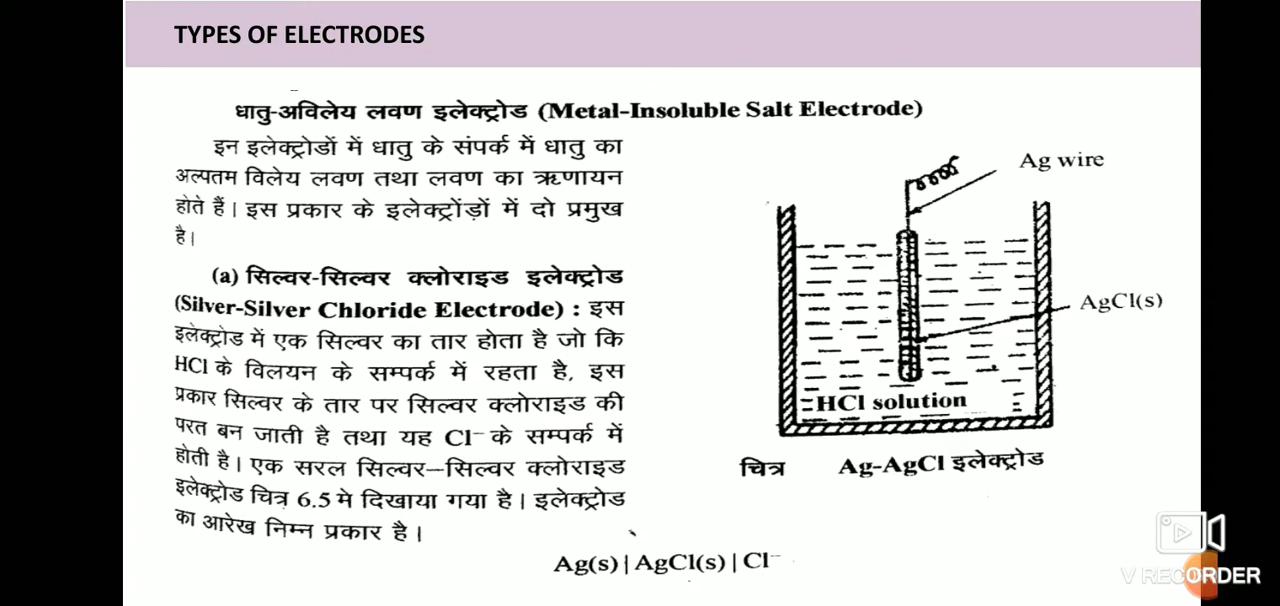 TYPES OF ELECTRODES
धातु-अविलेय लवण इलेक्ट्रोड (Metal-Insoluble Salt Electrode)
इन इलेक्ट्रोडों में धातु के संपर्क में धातु का
अल्पतम विलेय लवण तथा लवण का ऋणायन
होते हैं। इस प्रकार के इलेक्ट्रोंड़ों में दो प्रमुख
है।
(a) सिल्वर-सिल्वर क्लोराइड इलेक्ट्रोड
(Silver-Silver Chloride Electrode) : इस
इलेक्ट्रोड में एक सिल्वर का तार होता है जो कि
HCl के विलयन के सम्पर्क में रहता है, इस
प्रकार सिल्वर के तार पर सिल्वर क्लोराइड की
परत बन जाती है तथा यह Cl⁻ के सम्पर्क में
होती है। एक सरल सिल्वर–सिल्वर क्लोराइड
इलेक्ट्रोड चित्र 6.5 मे दिखाया गया है। इलेक्ट्रोड
का आरेख निम्न प्रकार है।
Ag(s) | AgCl(s) | Cl⁻
Ag wire
AgCl(s)
HCl solution
चित्र Ag-AgCl इलेक्ट्रोड
V RECORDER